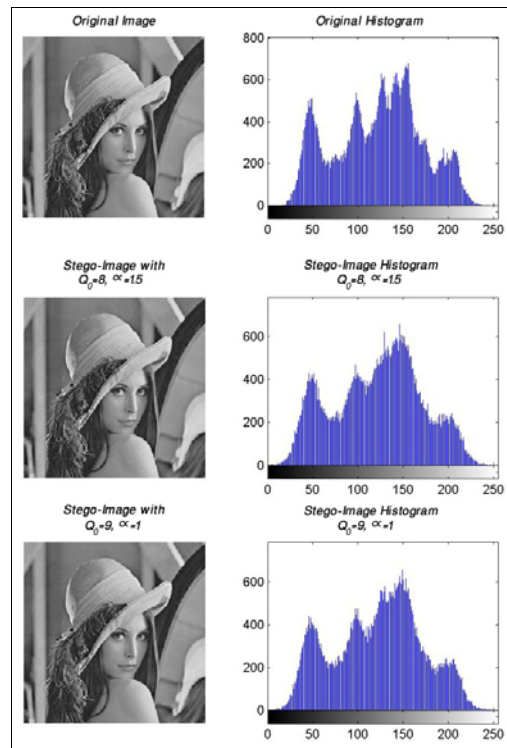 Original Image
Original Histogram
800
600
400
200
0
0 50 100 150 200 250
Stego-Image with
Q0=8, ∝=1.5
Stego-Image Histogram
Q0=8, ∝=1.5
600
400
200
0
0 50 100 150 200 250
Stego-Image with
Q0=9, ∝=1
Stego-Image Histogram
Q0=9, ∝=1
600
400
200
0
0 50 100 150 200 250